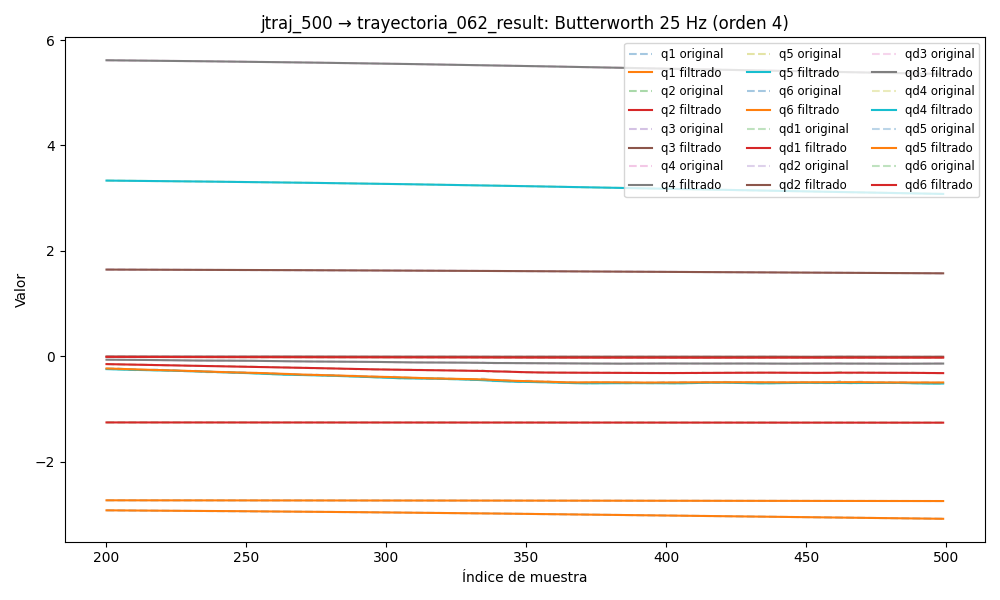 jtraj_500 → trayectoria_062_result: Butterworth 25 Hz (orden 4)
6
4
2
0
−2
Valor
q1 original
q1 filtrado
q2 original
q2 filtrado
q3 original
q3 filtrado
q4 original
q4 filtrado
q5 original
q5 filtrado
q6 original
q6 filtrado
qd1 original
qd1 filtrado
qd2 original
qd2 filtrado
qd3 original
qd3 filtrado
qd4 original
qd4 filtrado
qd5 original
qd5 filtrado
qd6 original
qd6 filtrado
200 250 300 350 400 450 500
Índice de muestra